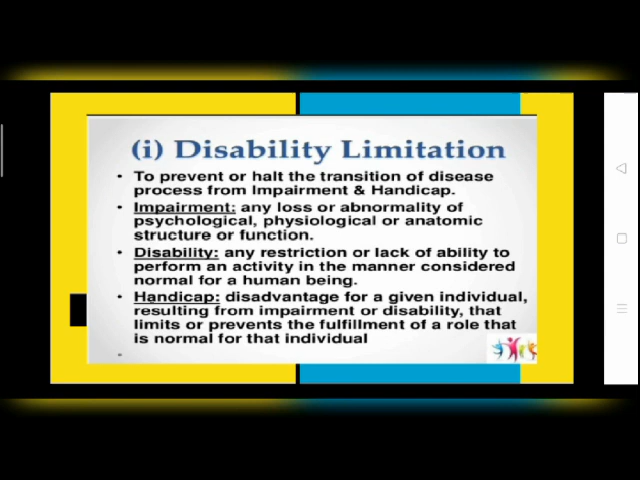 (i) Disability Limitation
• To prevent or halt the transition of disease
process from Impairment & Handicap.
• Impairment: any loss or abnormality of
psychological, physiological or anatomic
structure or function.
• Disability: any restriction or lack of ability to
perform an activity in the manner considered
normal for a human being.
• Handicap: disadvantage for a given individual,
resulting from impairment or disability, that
limits or prevents the fulfillment of a role that
is normal for that individual